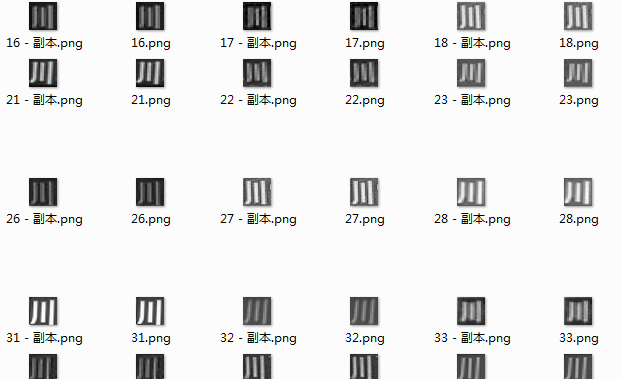 16 - 副本.png 16.png 17 - 副本.png 17.png 18 - 副本.png 18.png
21 - 副本.png 21.png 22 - 副本.png 22.png 23 - 副本.png 23.png
26 - 副本.png 26.png 27 - 副本.png 27.png 28 - 副本.png 28.png
31 - 副本.png 31.png 32 - 副本.png 32.png 33 - 副本.png 33.png